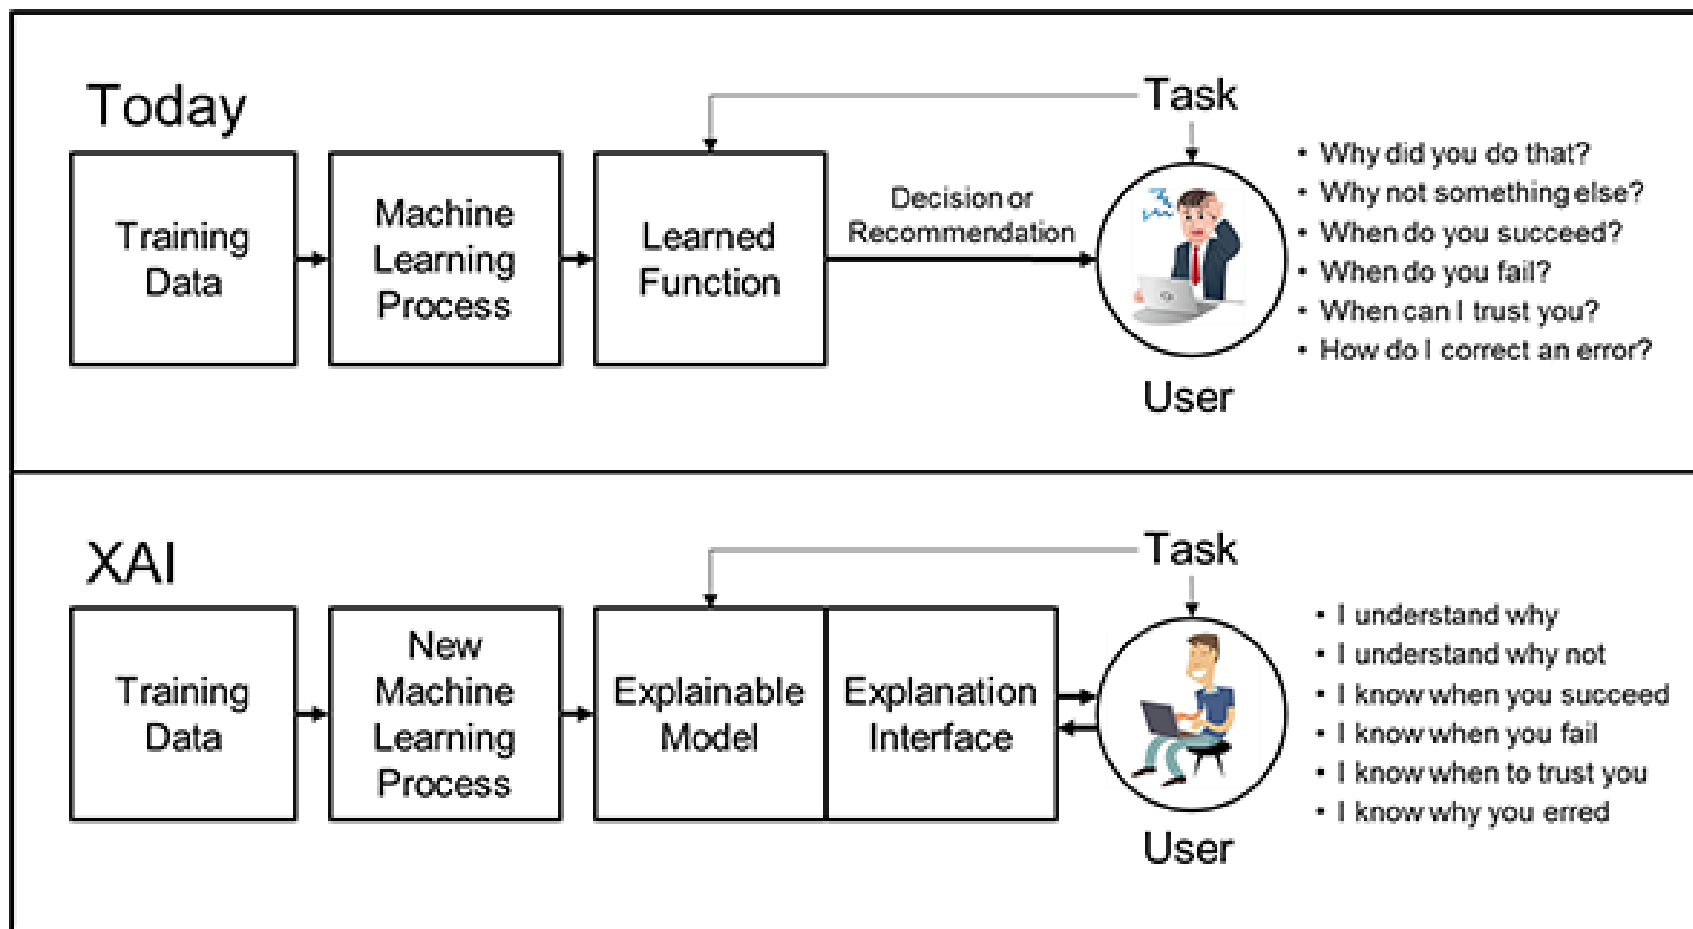 Today
Task
Training
Data
Machine
Learning
Process
Learned
Function
Decision or
Recommendation
User
• Why did you do that?
• Why not something else?
• When do you succeed?
• When do you fail?
• When can I trust you?
• How do I correct an error?
XAI
Task
Training
Data
New
Machine
Learning
Process
Explainable
Model
Explanation
Interface
User
• I understand why
• I understand why not
• I know when you succeed
• I know when you fail
• I know when to trust you
• I know why you erred